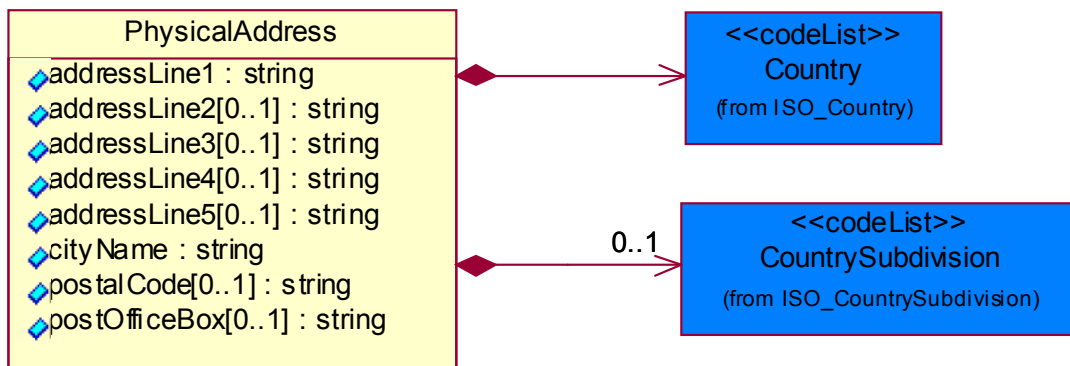 PhysicalAddress
addressLine1 : string
addressLine2[0..1] : string
addressLine3[0..1] : string
addressLine4[0..1] : string
addressLine5[0..1] : string
cityName : string
postalCode[0..1] : string
postOfficeBox[0..1] : string
<<codeList>>
Country
(from ISO_Country)
0..1
<<codeList>>
CountrySubdivision
(from ISO_CountrySubdivision)